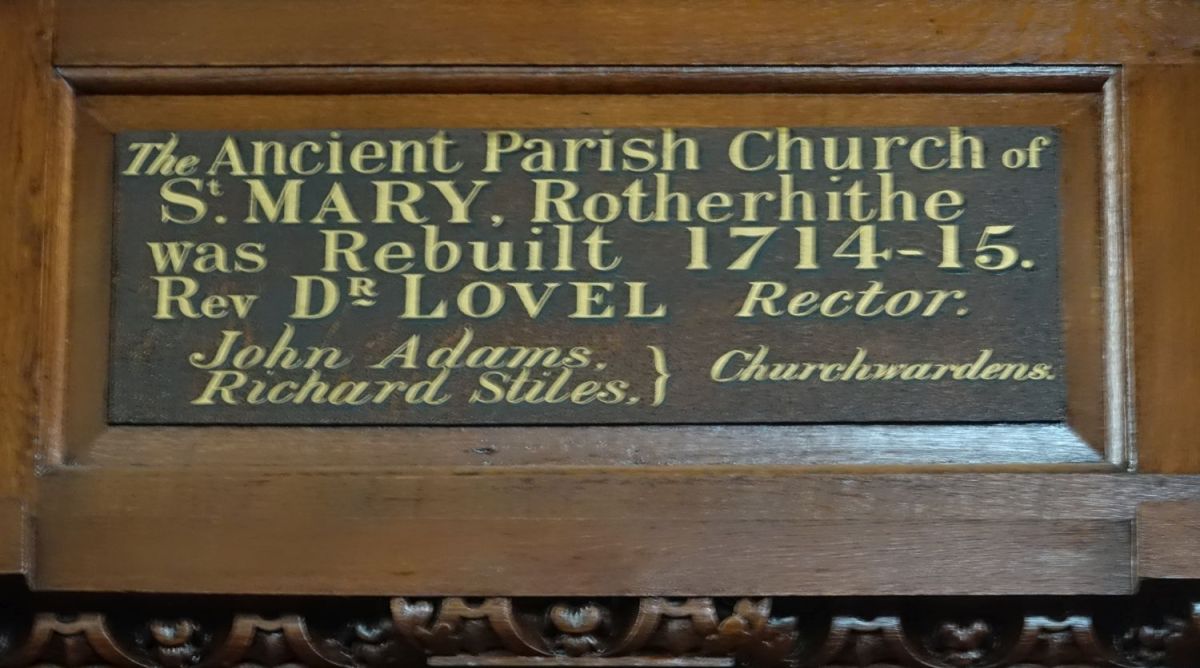 The Ancient Parish Church of
St. MARY, Rotherhithe
was Rebuilt 1714-15.
Rev DR LOVEL Rector.
John Adams.
Richard Stiles. } Churchwardens.